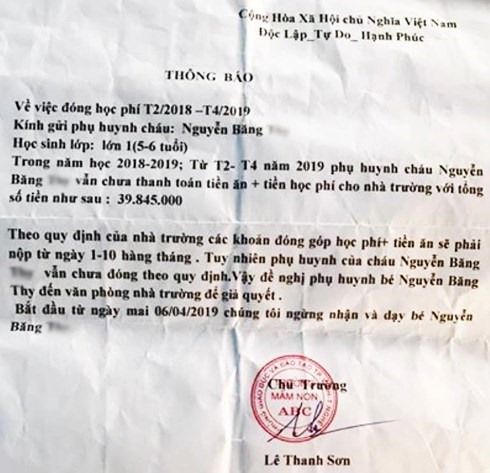 Cộng Hòa Xã Hội chủ Nghĩa Việt Nam
Độc Lập_Tự Do_ Hạnh Phúc
THÔNG BÁO
Về việc đóng học phí T2/2018 –T4/2019
Kính gửi phụ huynh cháu: Nguyễn Băng
Học sinh lớp: lớn 1(5-6 tuổi)
Trong năm học 2018-2019; Từ T2- T4 năm 2019 phụ huynh cháu Nguyễn
Băng vẫn chưa thanh toán tiền ăn + tiền học phí cho nhà trường với tổng
số tiền như sau : 39.845.000
Theo quy định của nhà trường các khoản đóng góp học phí+ tiền ăn sẽ phải
nộp từ ngày 1-10 hàng tháng . Tuy nhiên phụ huynh của cháu Nguyễn Băng
vẫn chưa đóng theo quy định.Vậy đề nghị phụ huynh bé Nguyễn Băng
Thy đến văn phòng nhà trường để giả quyết .
Bắt đầu từ ngày mai 06/04/2019 chúng tôi ngừng nhận và dạy bé Nguyễn
Băng
Chủ Trường
MẦM NON
ABC
Lê Thanh Sơn